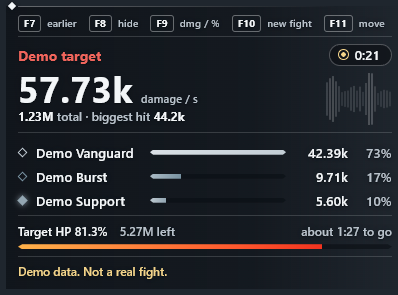 F7 earlier F8 hide F9 dmg / % F10 new fight F11 move
Demo target 0:21
57.73k damage / s
1.23M total · biggest hit 44.2k
Demo Vanguard 42.39k 73%
Demo Burst 9.71k 17%
Demo Support 5.60k 10%
Target HP 81.3% 5.27M left about 1:27 to go
Demo data. Not a real fight.